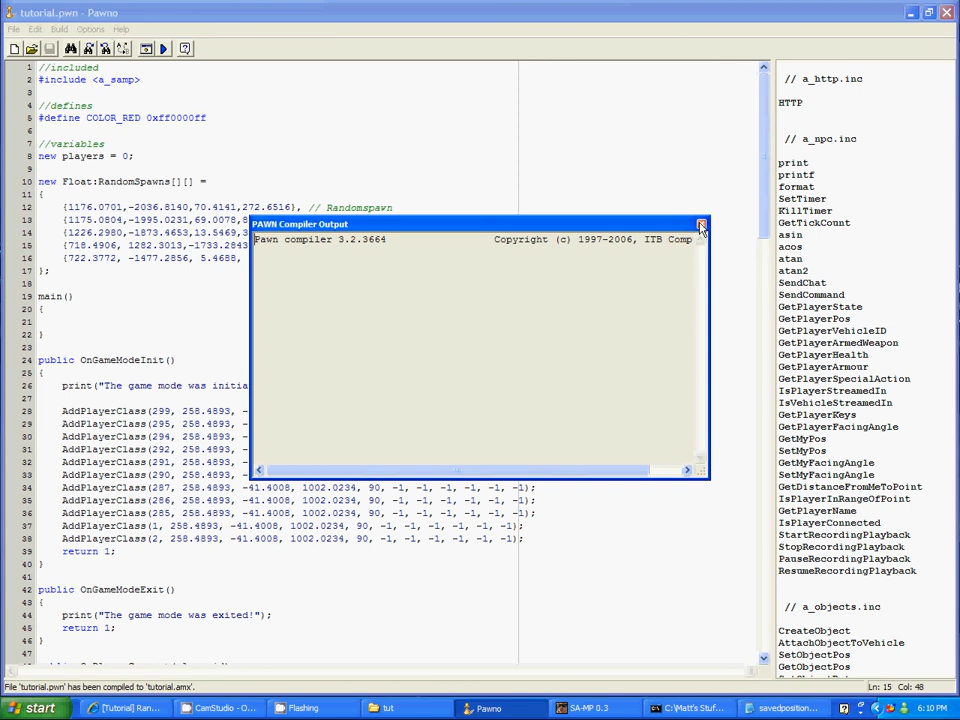 tutorial.pwn - Pawno
File Edit Build Options Help
1 //included
2 #include <a_samp>
3
4 //defines
5 #define COLOR_RED 0xff0000ff
6
7 //variables
8 new players = 0;
9
10 new Float:RandomSpawns[][] =
11 {
12 {1176.0701,-2036.8140,70.4141,272.6516}, // Randomspawn
13 {1175.0804,-1995.0231,69.0078,8
14 {1226.2980,-1873.4653,13.5469,3
15 {718.4906, 1282.3013,-1733.2843
16 {722.3772, -1477.2856, 5.4688,
17 };
18
19 main()
20 {
21
22 }
23
24 public OnGameModeInit()
25 {
26 print("The game mode was initia
27
28 AddPlayerClass(299, 258.4893, -
29 AddPlayerClass(295, 258.4893, -
30 AddPlayerClass(294, 258.4893, -
31 AddPlayerClass(292, 258.4893, -
32 AddPlayerClass(291, 258.4893, -
33 AddPlayerClass(290, 258.4893, -
34 AddPlayerClass(287, 258.4893, -41.4008, 1002.0234, 90, -1, -1, -1, -1, -1, -1);
35 AddPlayerClass(286, 258.4893, -41.4008, 1002.0234, 90, -1, -1, -1, -1, -1, -1);
36 AddPlayerClass(285, 258.4893, -41.4008, 1002.0234, 90, -1, -1, -1, -1, -1, -1);
37 AddPlayerClass(1, 258.4893, -41.4008, 1002.0234, 90, -1, -1, -1, -1, -1, -1);
38 AddPlayerClass(2, 258.4893, -41.4008, 1002.0234, 90, -1, -1, -1, -1, -1, -1);
39 return 1;
40 }
41
42 public OnGameModeExit()
43 {
44 print("The game mode was exited!");
45 return 1;
46 }
PAWN Compiler Output
Pawn compiler 3.2.3664 Copyright (c) 1997-2006, ITB Comp
// a_http.inc
HTTP
// a_npc.inc
print
printf
format
SetTimer
KillTimer
GetTickCount
asin
acos
atan
atan2
SendChat
SendCommand
GetPlayerState
GetPlayerPos
GetPlayerVehicleID
GetPlayerArmedWeapon
GetPlayerHealth
GetPlayerArmour
GetPlayerSpecialAction
IsPlayerStreamedIn
IsVehicleStreamedIn
GetPlayerKeys
GetPlayerFacingAngle
GetMyPos
SetMyPos
GetMyFacingAngle
SetMyFacingAngle
GetDistanceFromMeToPoint
IsPlayerInRangeOfPoint
GetPlayerName
IsPlayerConnected
StartRecordingPlayback
StopRecordingPlayback
PauseRecordingPlayback
ResumeRecordingPlayback
// a_objects.inc
CreateObject
AttachObjectToVehicle
SetObjectPos
GetObjectPos
File 'tutorial.pwn' has been compiled to 'tutorial.amx'.
Ln: 15 Col: 48
start
[Tutorial] Ran...
CamStudio - O...
Flashing
tut
Pawno
SA-MP 0.3
C:\Matt's Stuf...
savedposition...
6:10 PM